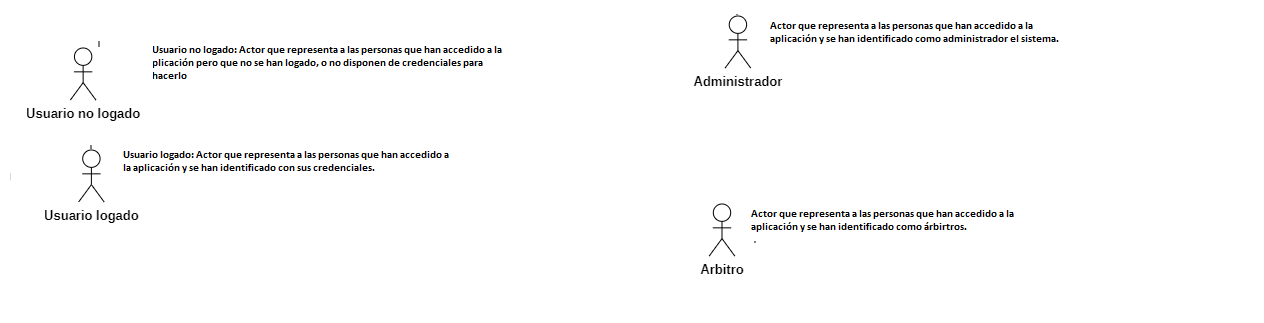 Usuario no logado: Actor que representa a las personas que han accedido a la
plicación pero que no se han logado, o no disponen de credenciales para
hacerlo
Usuario no logado
Usuario logado: Actor que representa a las personas que han accedido a
la aplicación y se han identificado con sus credenciales.
Usuario logado
Actor que representa a las personas que han accedido a la
aplicación y se han identificado como administrador el sistema.
Administrador
Actor que representa a las personas que han accedido a la
aplicación y se han identificado como árbirtros.
Arbitro